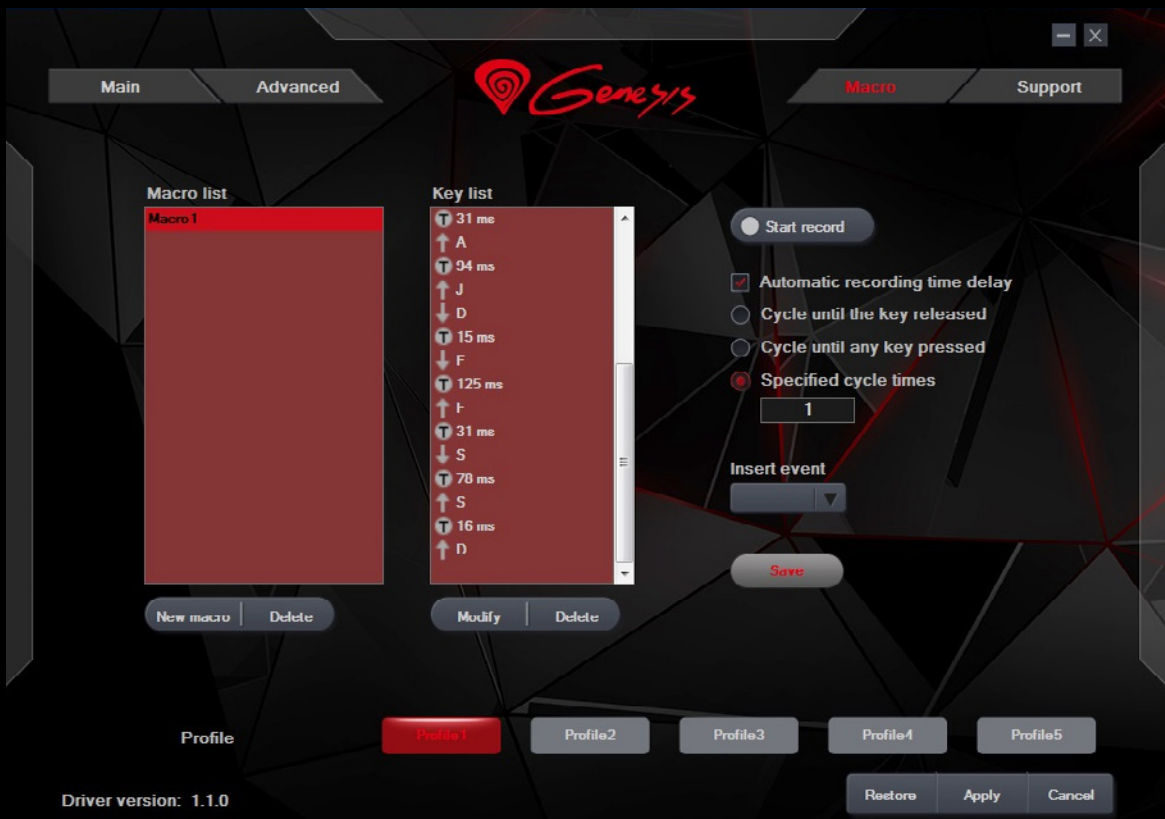 Main
Advanced
Genesis
Macro
Support
Macro list
Macro1
Key list
T 31 ms
A
T 94 ms
J
D
T 15 ms
F
T 125 ms
F
T 31 ms
S
T 78 ms
S
T 16 ms
D
New macro
Delete
Modify
Delete
Start record
Automatic recording time delay
Cycle until the key released
Cycle until any key pressed
Specified cycle times
1
Insert event
Save
Profile
Profile1
Profile2
Profile3
Profile4
Profile5
Driver version: 1.1.0
Restore
Apply
Cancel